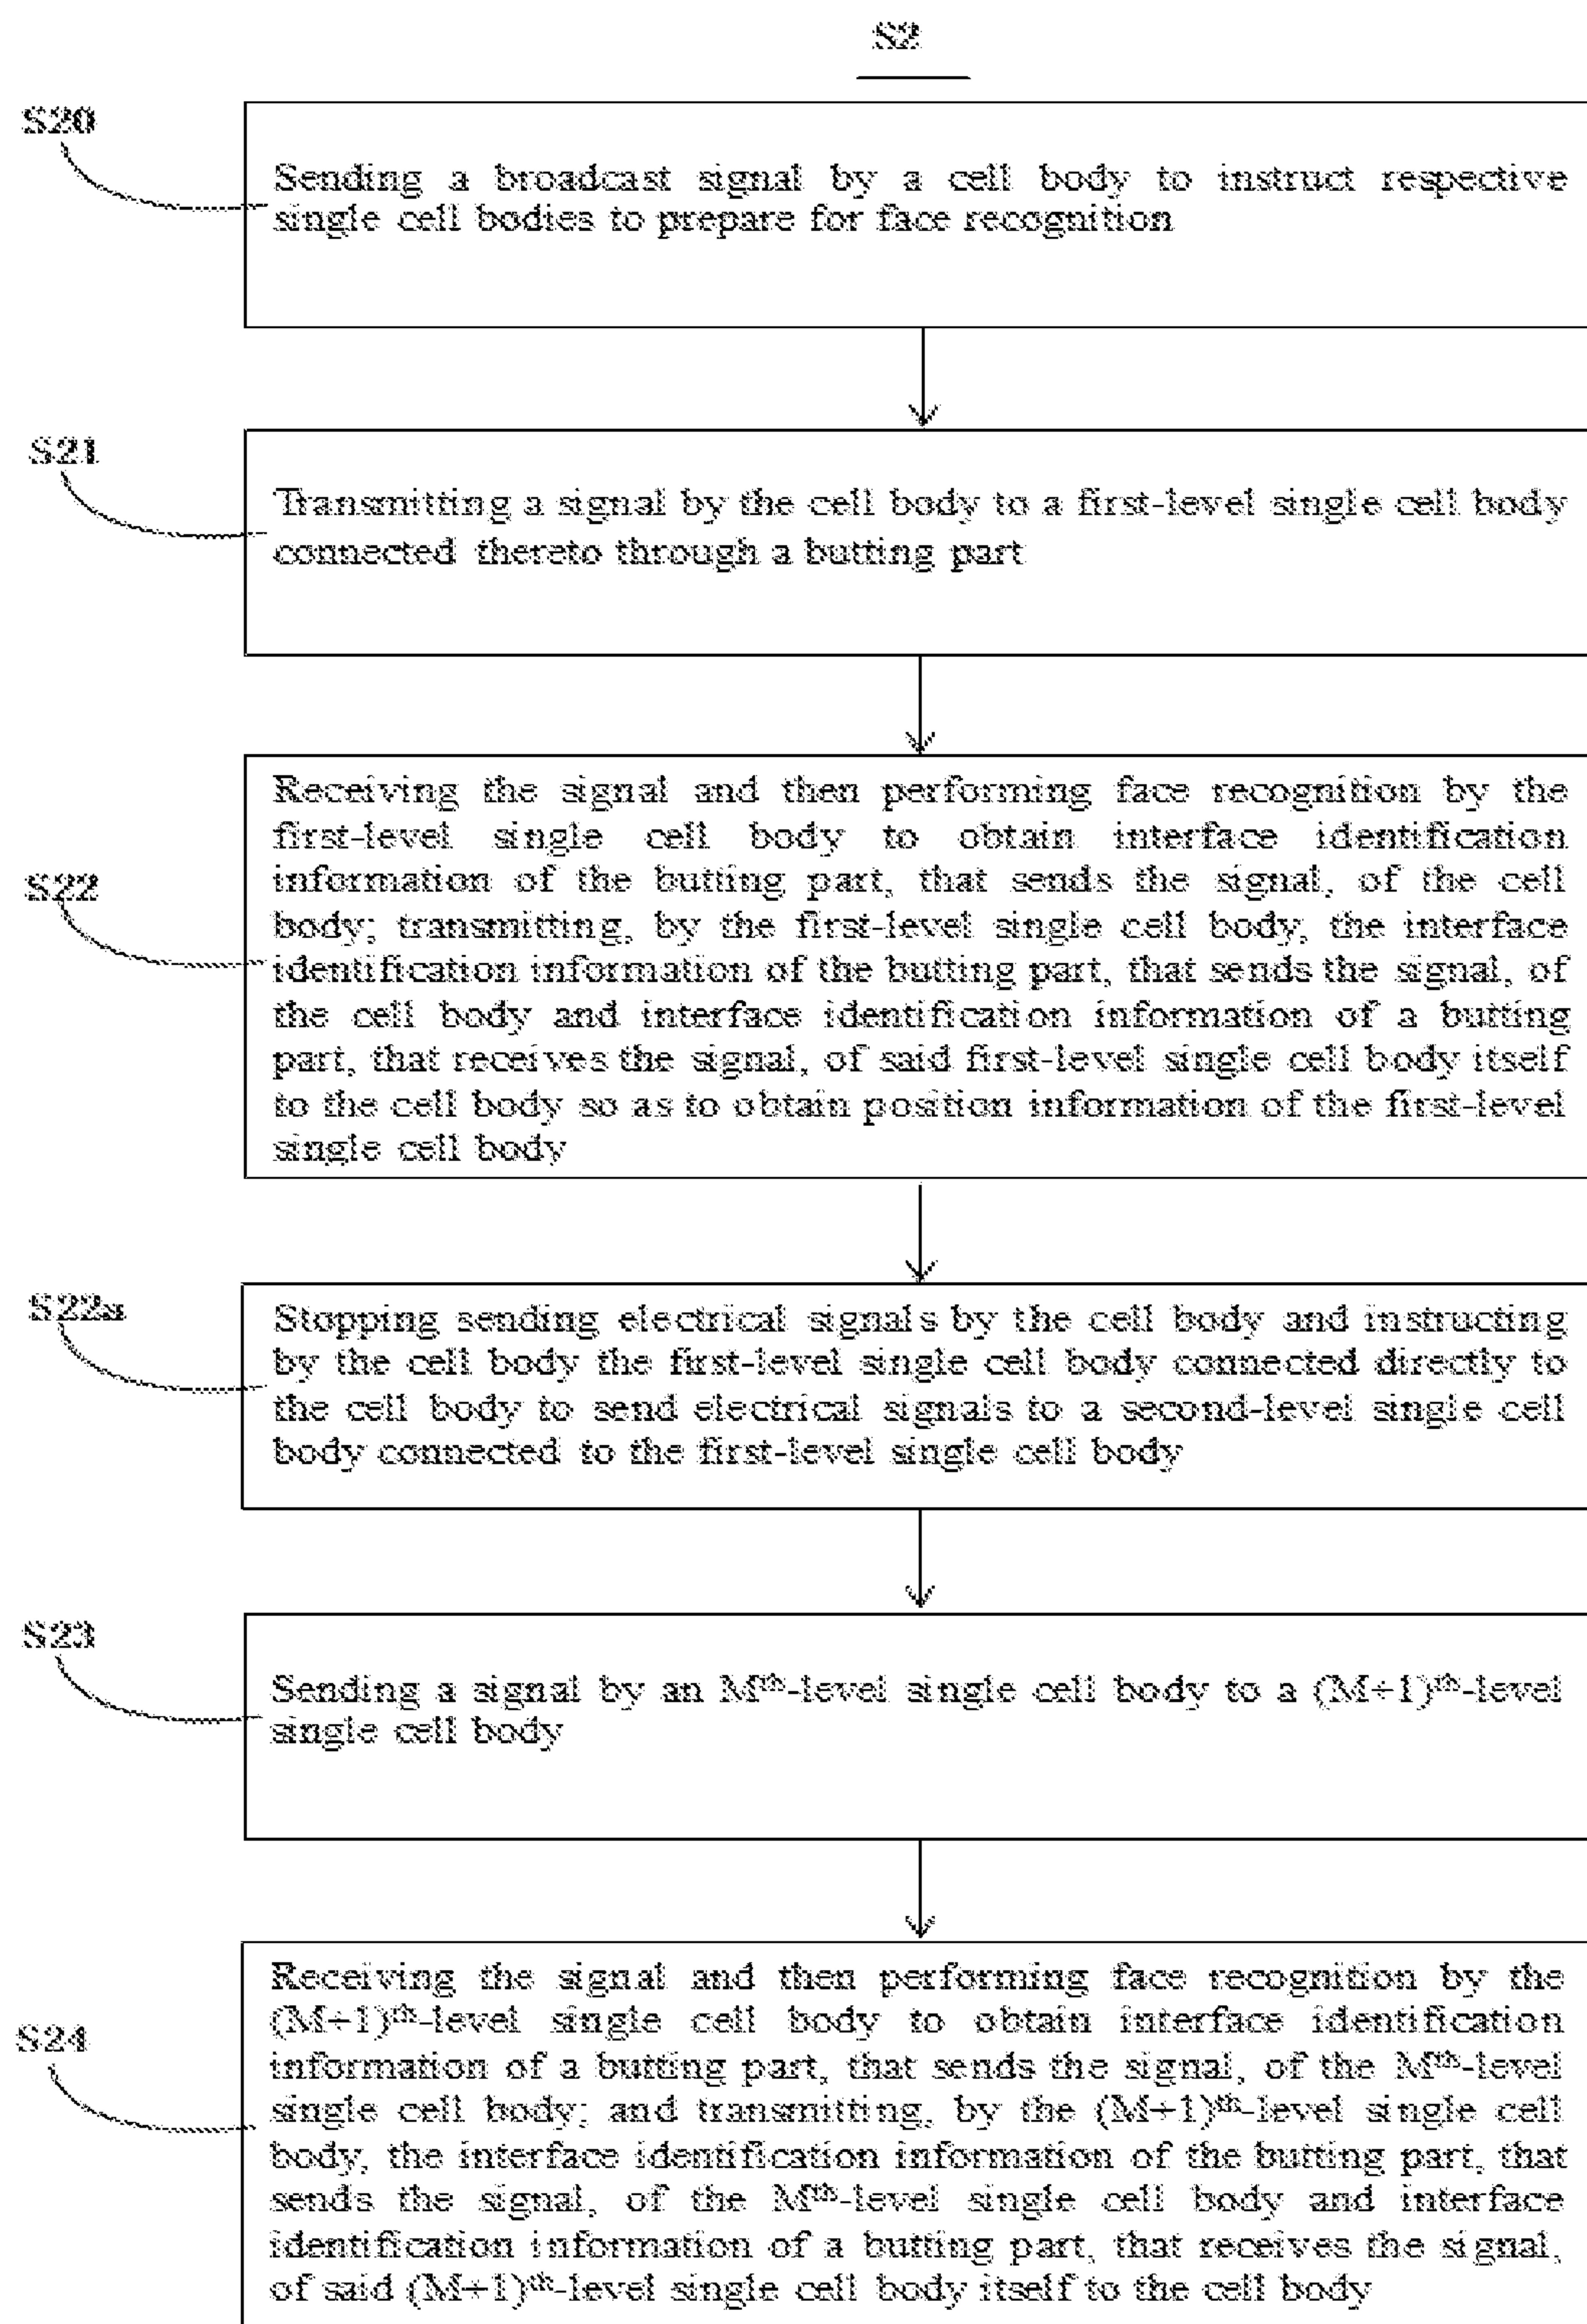 S2
S20
Sending a broadcast signal by a cell body to instruct respective
single cell bodies to prepare for face recognition
S21
Transmitting a signal by the cell body to a first-level single cell body
connected thereto through a butting part
S22
Receiving the signal and then performing face recognition by the
first-level single cell body to obtain interface identification
information of the butting part, that sends the signal, of the cell
body; transmitting, by the first-level single cell body, the interface
identification information of the butting part, that sends the signal, of
the cell body and interface identification information of a butting
part, that receives the signal, of said first-level single cell body itself
to the cell body so as to obtain position information of the first-level
single cell body
S22a
Stopping sending electrical signals by the cell body and instructing
by the cell body the first-level single cell body connected directly to
the cell body to send electrical signals to a second-level single cell
body connected to the first-level single cell body
S23
Sending a signal by an Mth-level single cell body to a (M+1)th-level
single cell body
S24
Receiving the signal and then performing face recognition by the
(M+1)th-level single cell body to obtain interface identification
information of a butting part, that sends the signal, of the Mth-level
single cell body; and transmitting, by the (M+1)th-level single cell
body, the interface identification information of the butting part, that
sends the signal, of the Mth-level single cell body and interface
identification information of a butting part, that receives the signal,
of said (M+1)th-level single cell body itself to the cell body